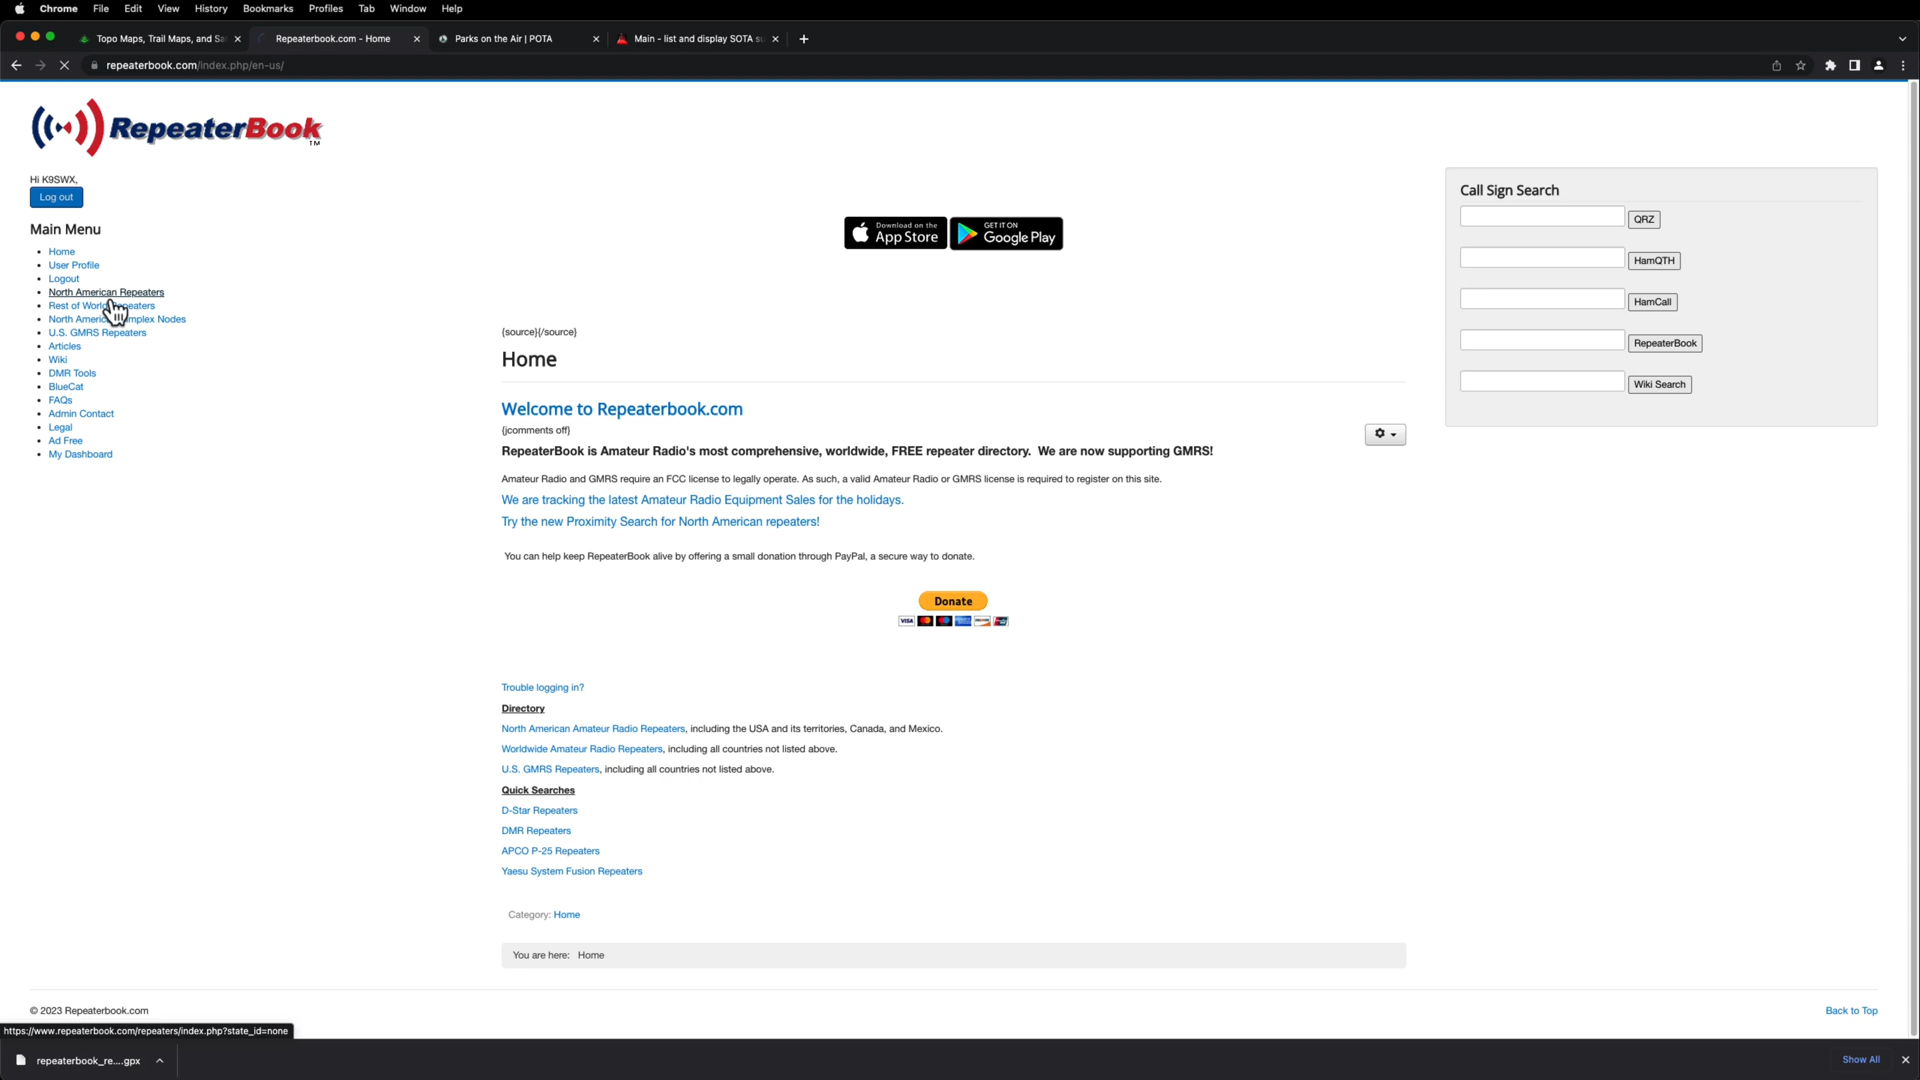 Chrome File Edit View History Bookmarks Profiles Tab Window Help
Topo Maps, Trail Maps, and Sa
Repeaterbook.com - Home
Parks on the Air | POTA
Main - list and display SOTA su
repeaterbook.com/index.php/en-us/
RepeaterBook
TM
Hi K9SWX,
Log out
Main Menu
Home
User Profile
Logout
North American Repeaters
Rest of World Repeaters
North American Simplex Nodes
U.S. GMRS Repeaters
Articles
Wiki
DMR Tools
BlueCat
FAQs
Admin Contact
Legal
Ad Free
My Dashboard
Download on the
App Store
GET IT ON
Google Play
{source}{/source}
Home
Welcome to Repeaterbook.com
{jcomments off}
RepeaterBook is Amateur Radio's most comprehensive, worldwide, FREE repeater directory. We are now supporting GMRS!
Amateur Radio and GMRS require an FCC license to legally operate. As such, a valid Amateur Radio or GMRS license is required to register on this site.
We are tracking the latest Amateur Radio Equipment Sales for the holidays.
Try the new Proximity Search for North American repeaters!
You can help keep RepeaterBook alive by offering a small donation through PayPal, a secure way to donate.
Donate
VISA
Trouble logging in?
Directory
North American Amateur Radio Repeaters, including the USA and its territories, Canada, and Mexico.
Worldwide Amateur Radio Repeaters, including all countries not listed above.
U.S. GMRS Repeaters, including all countries not listed above.
Quick Searches
D-Star Repeaters
DMR Repeaters
APCO P-25 Repeaters
Yaesu System Fusion Repeaters
Category: Home
You are here: Home
Call Sign Search
QRZ
HamQTH
HamCall
RepeaterBook
Wiki Search
© 2023 Repeaterbook.com
Back to Top
https://www.repeaterbook.com/repeaters/index.php?state_id=none
repeaterbook_re....gpx
Show All